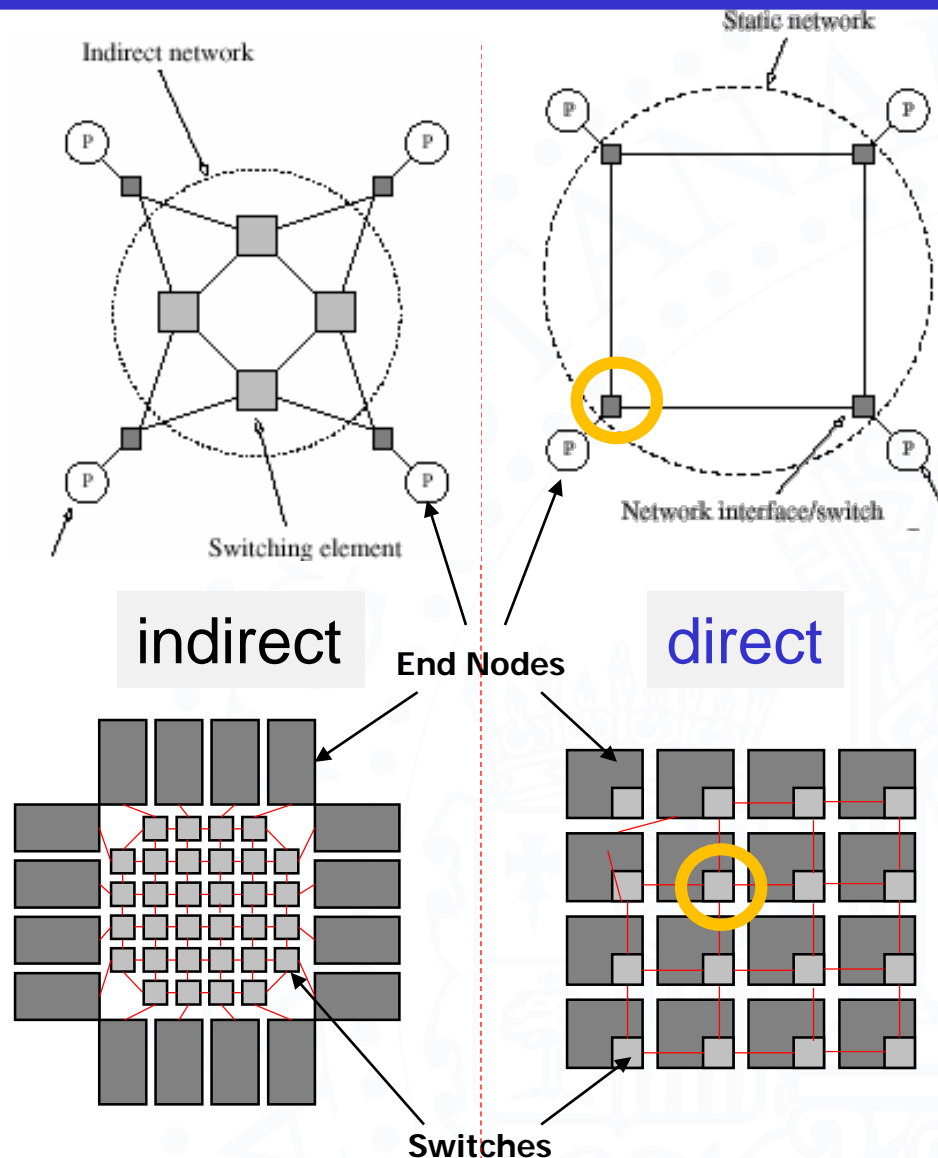 Indirect network
Static network
P
P
P
P
P
P
P
P
Switching element
Network interface/switch
indirect
End Nodes
direct
Switches